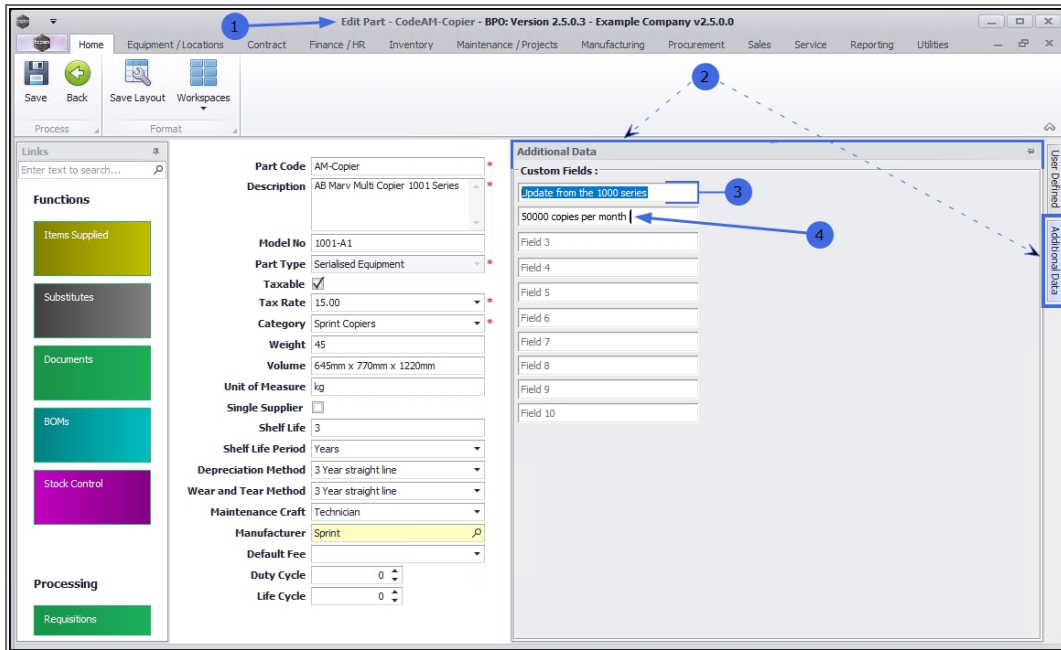 Edit Part - CodeAM-Copier - BPO: Version 2.5.0.3 - Example Company v2.5.0.0
1
Home Equipment / Locations Contract Finance / HR Inventory Maintenance / Projects Manufacturing Procurement Sales Service Reporting Utilities
Save Back Save Layout Workspaces
Process Format
2
Links
Enter text to search...
Functions
Items Supplied
Substitutes
Documents
BOMs
Stock Control
Processing
Requisitions
Part Code AM-Copier *
Description AB Marv Multi Copier 1001 Series *
Model No 1001-A1
Part Type Serialised Equipment *
Taxable
Tax Rate 15.00 *
Category Sprint Copiers *
Weight 45
Volume 645mm x 770mm x 1220mm
Unit of Measure kg
Single Supplier
Shelf Life 3
Shelf Life Period Years
Depreciation Method 3 Year straight line
Wear and Tear Method 3 Year straight line
Maintenance Craft Technician
Manufacturer Sprint
Default Fee
Duty Cycle 0
Life Cycle 0
Additional Data
Custom Fields :
Update from the 1000 series
3
50000 copies per month
4
Field 3
Field 4
Field 5
Field 6
Field 7
Field 8
Field 9
Field 10
User Defined
Additional Data